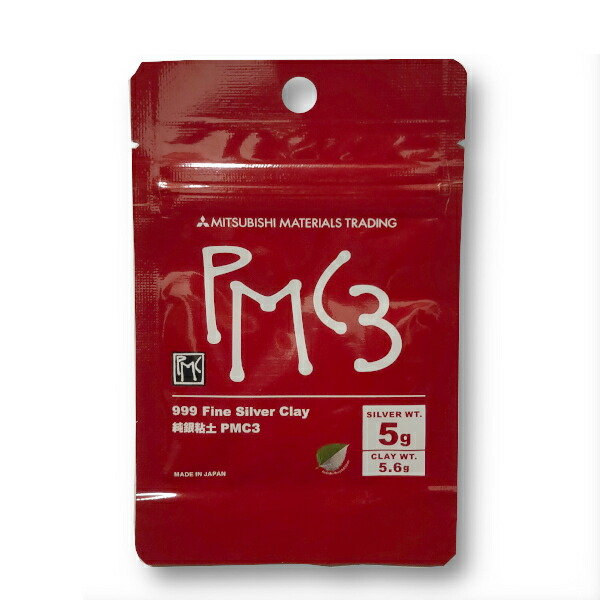 MITSUBISHI MATERIALS TRADING
PMC3
PMC
999 Fine Silver Clay
純銀粘土 PMC3
SILVER WT.
5g
CLAY WT.
5.6g
MADE IN JAPAN